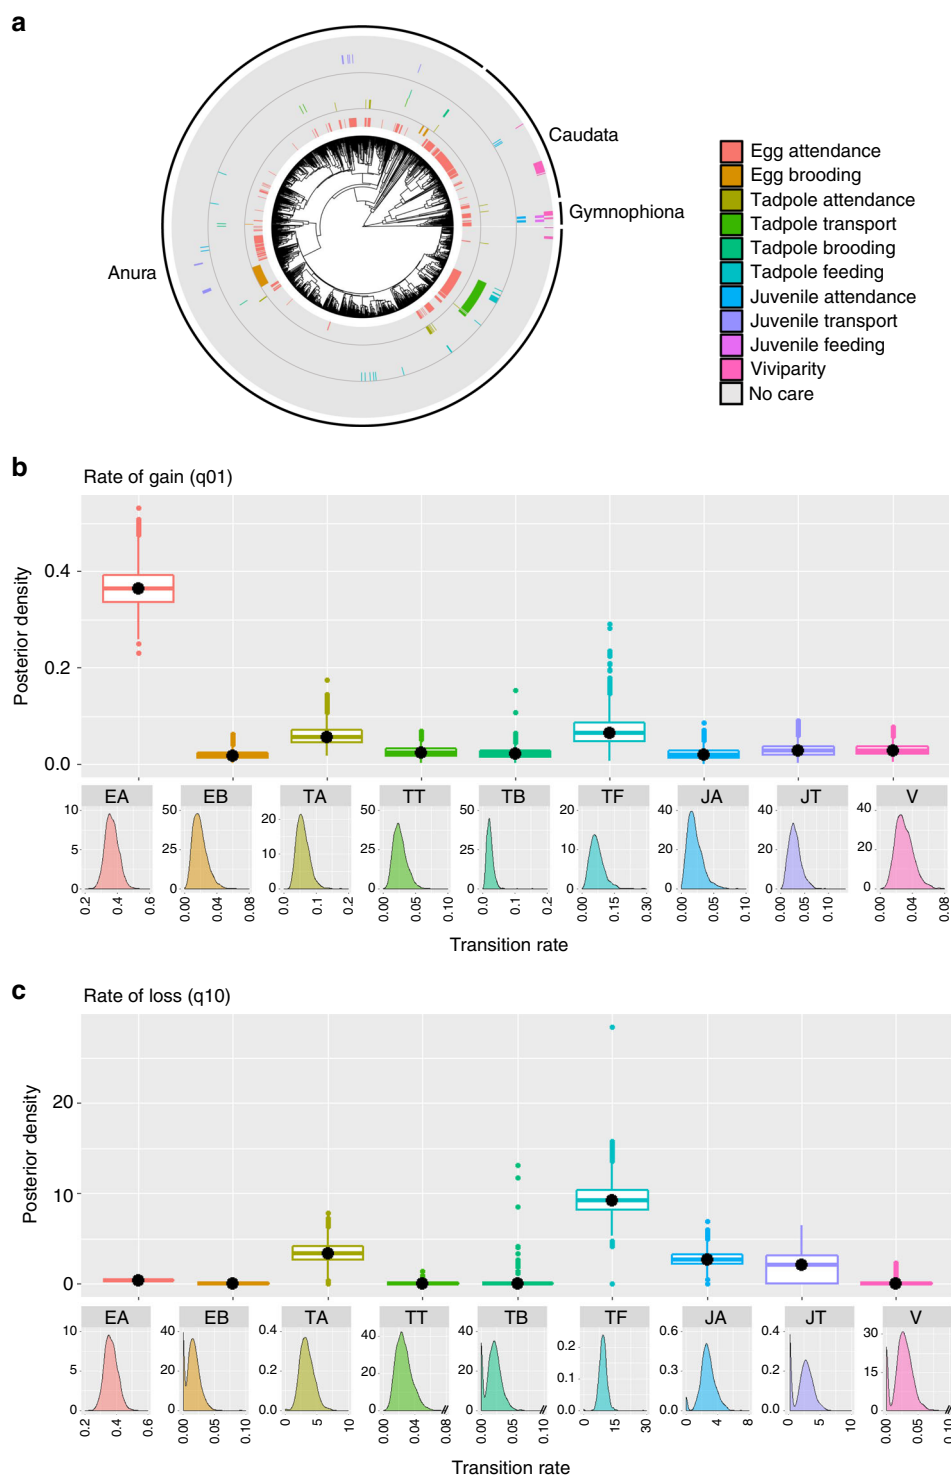 a
Caudata
Gymnophiona
Anura
Egg attendance
Egg brooding
Tadpole attendance
Tadpole transport
Tadpole brooding
Tadpole feeding
Juvenile attendance
Juvenile transport
Juvenile feeding
Viviparity
No care
b
Rate of gain (q01)
Posterior density
0.4
0.2
0.0
EA EB TA TT TB TF JA JT V
10 5 0
50 25 0
20 10 0
50 25 0
50 25 0
20 10 0
40 20 0
40 20 0
40 20 0
0.2 0.4 0.6
0.00 0.04 0.08
0.0 0.1 0.2
0.00 0.05 0.10
0.0 0.1 0.2
0.00 0.15 0.30
0.00 0.05 0.10
0.00 0.05 0.10
0.00 0.04 0.08
Transition rate
c
Rate of loss (q10)
Posterior density
20
10
0
EA EB TA TT TB TF JA JT V
10 5 0
40 20 0
0.4 0.2 0.0
40 20 0
40 20 0
0.2 0.1 0.0
0.6 0.3 0.0
0.4 0.2 0.0
30 15 0
0.2 0.4 0.6
0.00 0.05 0.10
0 5 10
0.00 0.04 0.08
0.00 0.05 0.10
0 15 30
0 4 8
0 5 10
0.00 0.05 0.10
Transition rate